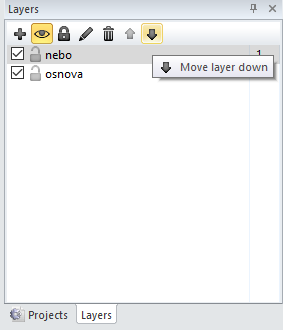 Layers
nebo 1
Move layer down
osnova
Projects Layers